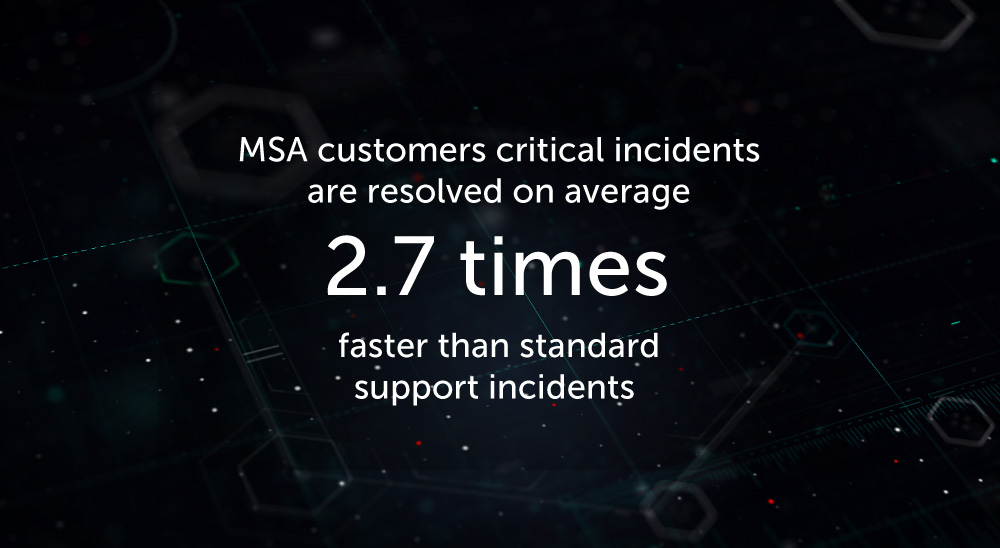 MSA customers critical incidents
are resolved on average
2.7 times
faster than standard
support incidents